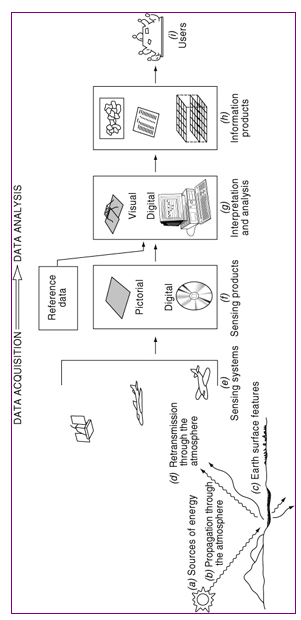 DATA ACQUISITION
DATA ANALYSIS
(a) Sources of energy
(b) Propagation through
the atmosphere
(c) Earth surface features
(d) Retransmission
through the
atmosphere
(e)
Sensing systems
Reference
data
Pictorial
Digital
(f)
Sensing products
Visual
Digital
(g)
Interpretation
and analysis
(h)
Information
products
(i)
Users